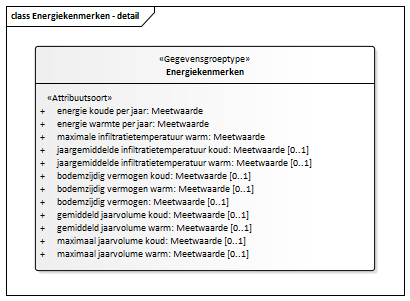 class Energiekenmerken - detail
«Gegevensgroeptype»
Energiekenmerken
«Attribuutsoort»
+ energie koude per jaar: Meetwaarde
+ energie warmte per jaar: Meetwaarde
+ maximale infiltratietemperatuur warm: Meetwaarde
+ jaargemiddelde infiltratietemperatuur koud: Meetwaarde [0..1]
+ jaargemiddelde infiltratietemperatuur warm: Meetwaarde [0..1]
+ bodemzijdig vermogen koud: Meetwaarde [0..1]
+ bodemzijdig vermogen warm: Meetwaarde [0..1]
+ bodemzijdig vermogen: Meetwaarde [0..1]
+ gemiddeld jaarvolume koud: Meetwaarde [0..1]
+ gemiddeld jaarvolume warm: Meetwaarde [0..1]
+ maximaal jaarvolume koud: Meetwaarde [0..1]
+ maximaal jaarvolume warm: Meetwaarde [0..1]